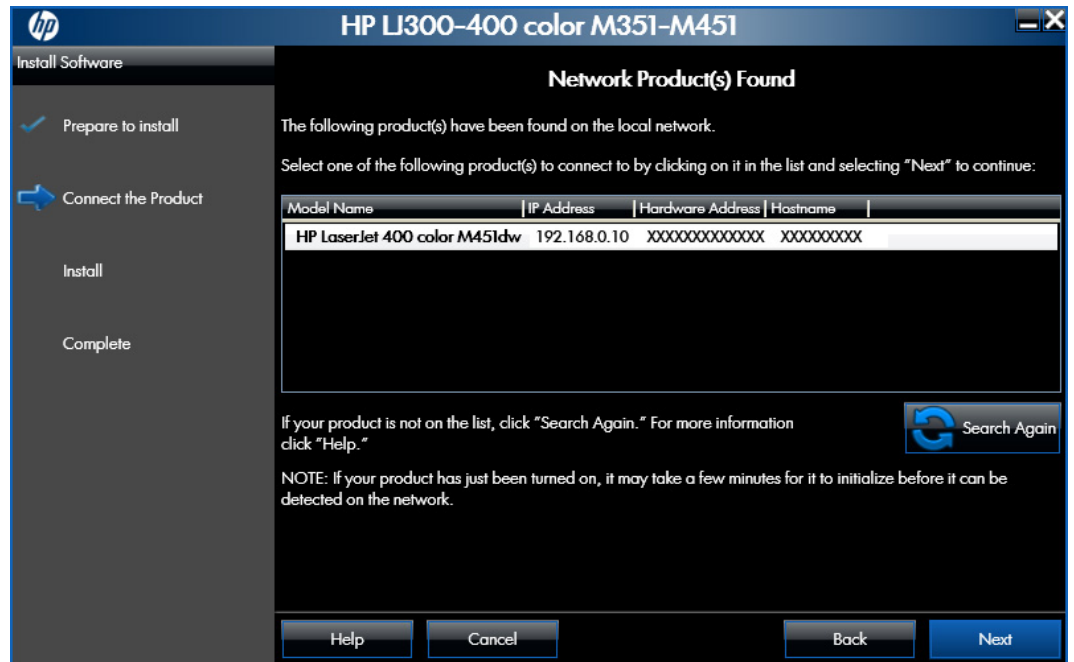 hp
HP LJ300-400 color M351-M451
Install Software
Prepare to install
Connect the Product
Install
Complete
Network Product(s) Found
The following product(s) have been found on the local network.
Select one of the following product(s) to connect to by clicking on it in the list and selecting "Next" to continue:
Model Name IP Address Hardware Address Hostname
HP LaserJet 400 color M451dw 192.168.0.10 XXXXXXXXXXXXX XXXXXXXXX
If your product is not on the list, click "Search Again." For more information
click "Help."
Search Again
NOTE: If your product has just been turned on, it may take a few minutes for it to initialize before it can be
detected on the network.
Help Cancel Back Next